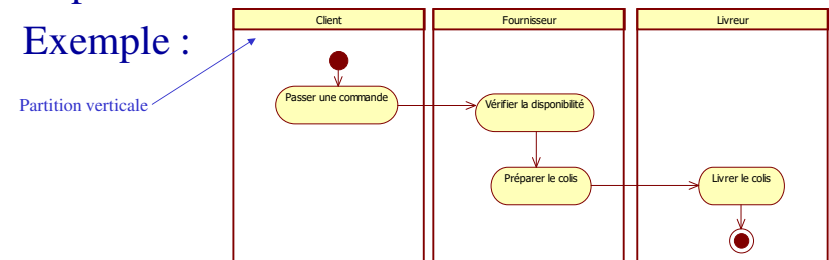 Client
Fournisseur
Livreur
Exemple :
Partition verticale
Passer une commande
Vérifier la disponibilité
Préparer le colis
Livrer le colis